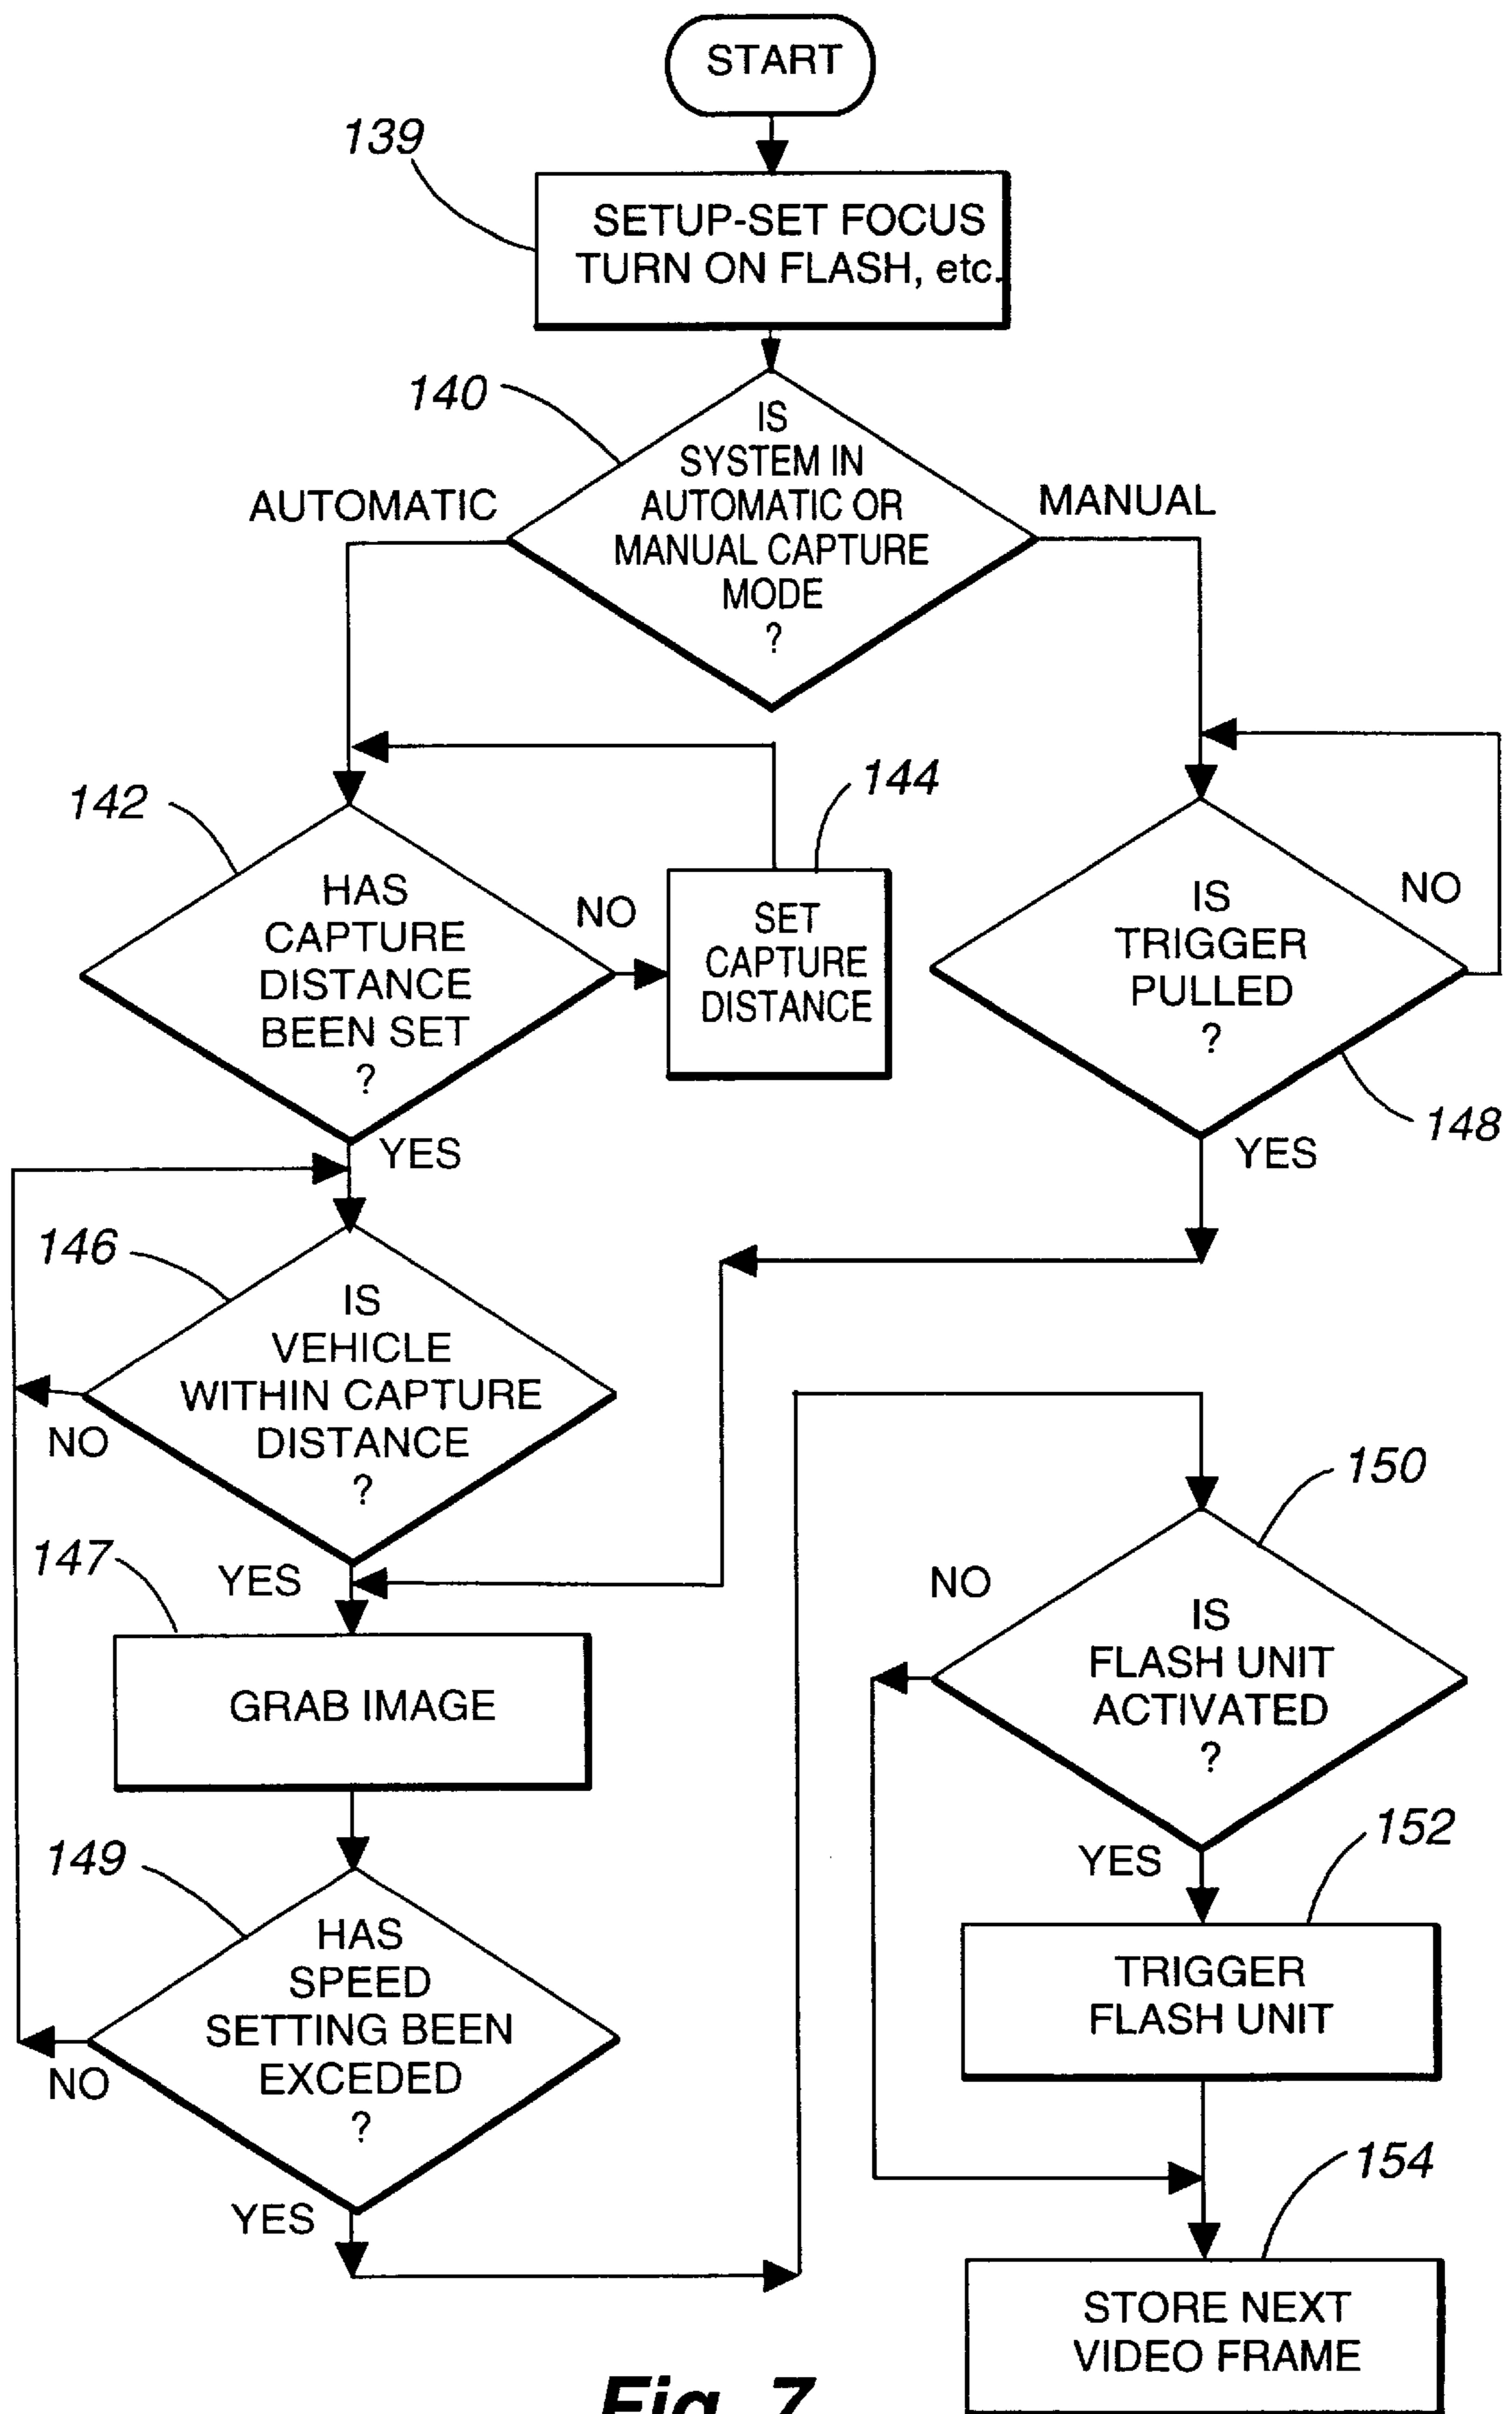 START
139
SETUP-SET FOCUS
TURN ON FLASH, etc.
140
IS
SYSTEM IN
AUTOMATIC OR
MANUAL CAPTURE
MODE
?
AUTOMATIC
MANUAL
142
HAS
CAPTURE
DISTANCE
BEEN SET
?
NO
144
SET
CAPTURE
DISTANCE
IS
TRIGGER
PULLED
?
NO
148
YES
YES
146
IS
VEHICLE
WITHIN CAPTURE
DISTANCE
?
NO
YES
147
GRAB IMAGE
149
HAS
SPEED
SETTING BEEN
EXCEDED
?
NO
YES
150
NO
IS
FLASH UNIT
ACTIVATED
?
YES
152
TRIGGER
FLASH UNIT
154
STORE NEXT
VIDEO FRAME
Fig. 7